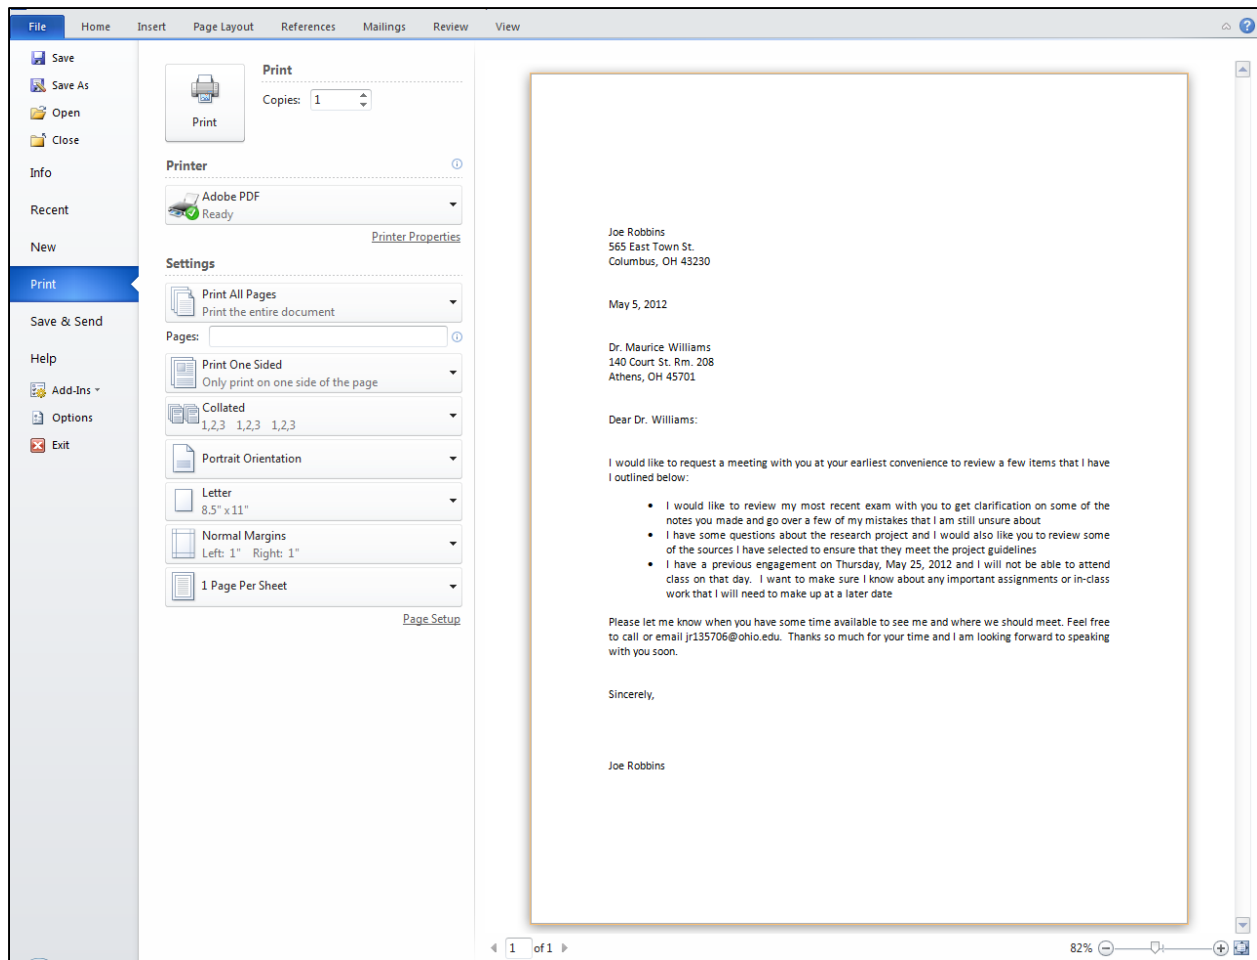 File Home Insert Page Layout References Mailings Review View
Save
Save As
Open
Close
Info
Recent
New
Print
Save & Send
Help
Add-Ins
Options
Exit
Print
Print
Copies: 1
Printer
Adobe PDF
Ready
Printer Properties
Settings
Print All Pages
Print the entire document
Pages:
Print One Sided
Only print on one side of the page
Collated
1,2,3 1,2,3 1,2,3
Portrait Orientation
Letter
8.5" x 11"
Normal Margins
Left: 1" Right: 1"
1 Page Per Sheet
Page Setup
Joe Robbins
565 East Town St.
Columbus, OH 43230
May 5, 2012
Dr. Maurice Williams
140 Court St. Rm. 208
Athens, OH 45701
Dear Dr. Williams:
I would like to request a meeting with you at your earliest convenience to review a few items that I have
I outlined below:
• I would like to review my most recent exam with you to get clarification on some of the
notes you made and go over a few of my mistakes that I am still unsure about
• I have some questions about the research project and I would also like you to review some
of the sources I have selected to ensure that they meet the project guidelines
• I have a previous engagement on Thursday, May 25, 2012 and I will not be able to attend
class on that day. I want to make sure I know about any important assignments or in-class
work that I will need to make up at a later date
Please let me know when you have some time available to see me and where we should meet. Feel free
to call or email jr135706@ohio.edu. Thanks so much for your time and I am looking forward to speaking
with you soon.
Sincerely,
Joe Robbins
1 of 1
82%